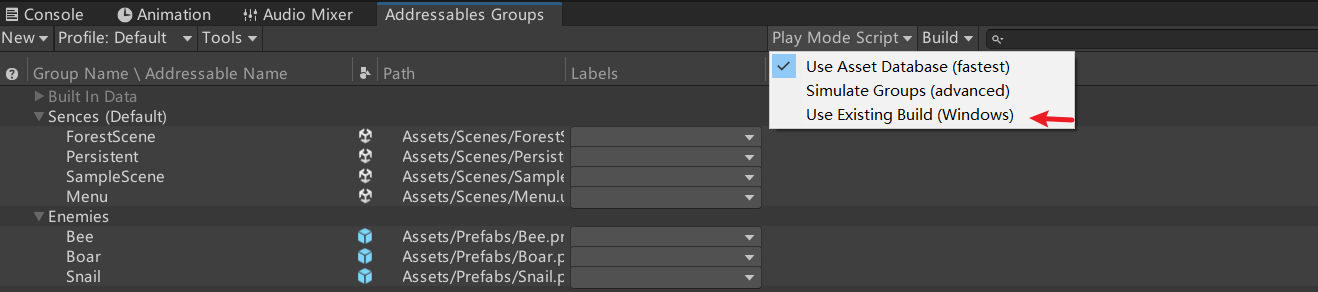 Console Animation Audio Mixer Addressables Groups
New Profile: Default Tools Play Mode Script Build
Group Name \ Addressable Name Path Labels
Use Asset Database (fastest)
Simulate Groups (advanced)
Use Existing Build (Windows)
Built In Data
Sences (Default)
ForestScene Assets/Scenes/ForestS
Persistent Assets/Scenes/Persist
SampleScene Assets/Scenes/Sample
Menu Assets/Scenes/Menu.u
Enemies
Bee Assets/Prefabs/Bee.pr
Boar Assets/Prefabs/Boar.p
Snail Assets/Prefabs/Snail.p